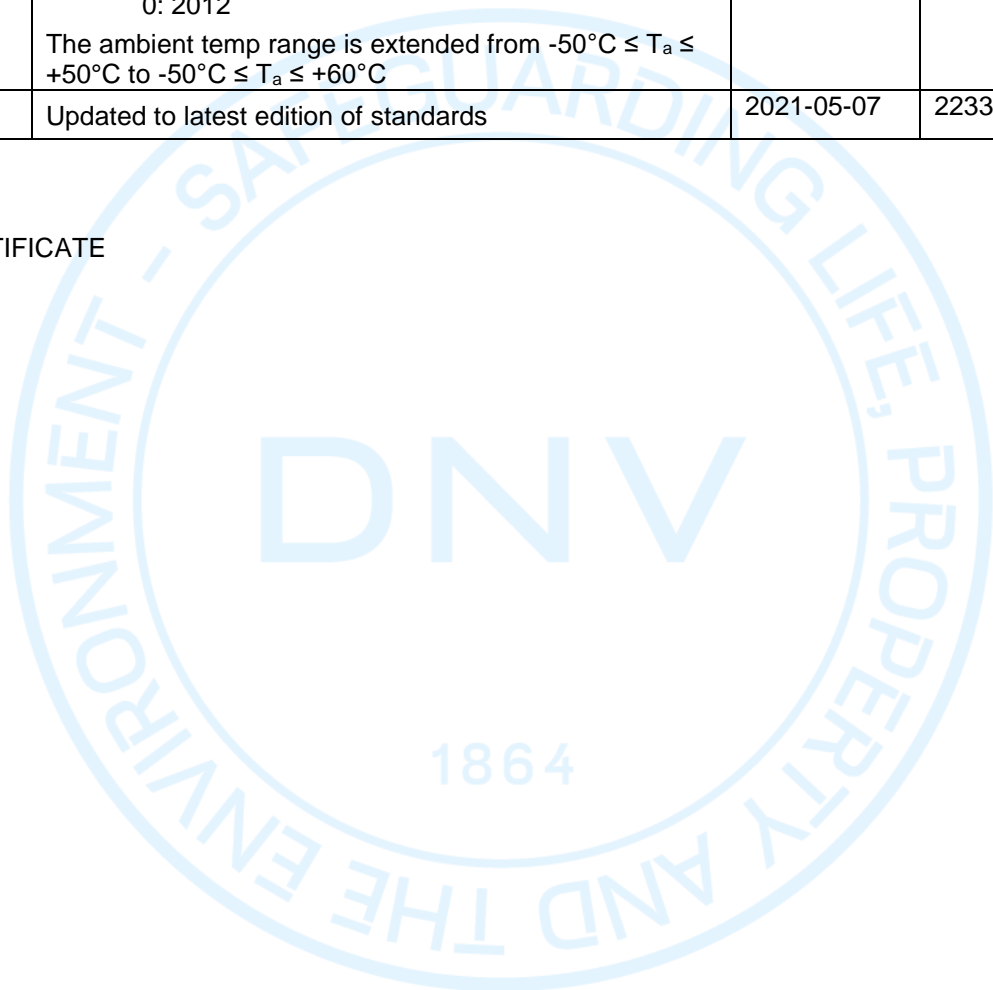 0: 2012
The ambient temp range is extended from -50°C ≤ Ta ≤
+50°C to -50°C ≤ Ta ≤ +60°C
Updated to latest edition of standards 2021-05-07 2233
TIFICATE
SAFEGUARDING LIFE, PROPERTY AND THE ENVIRONMENT -
DNV
1864